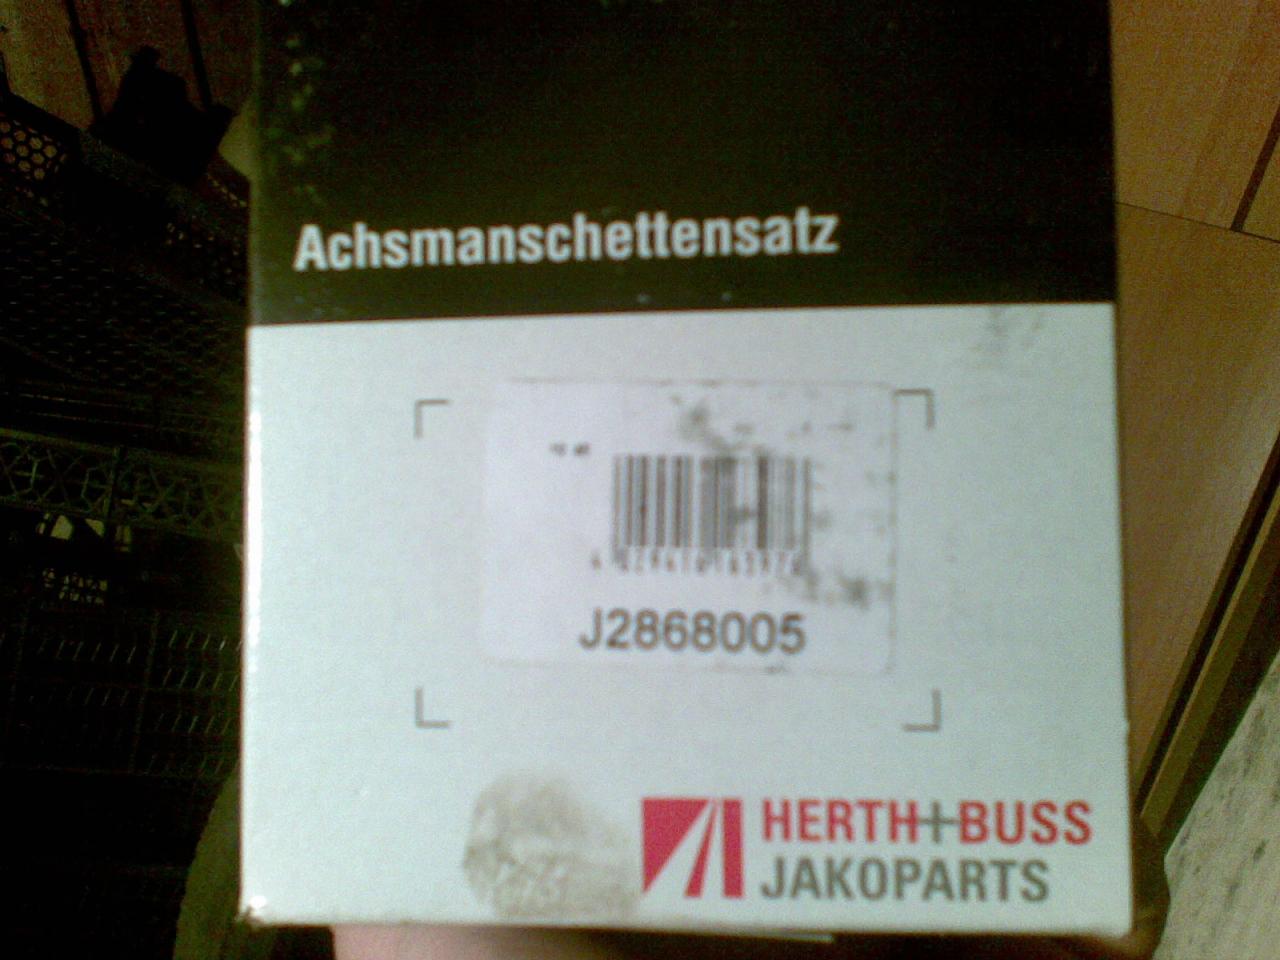 Achsmanschettensatz
J2868005
HERTH+BUSS
JAKOPARTS